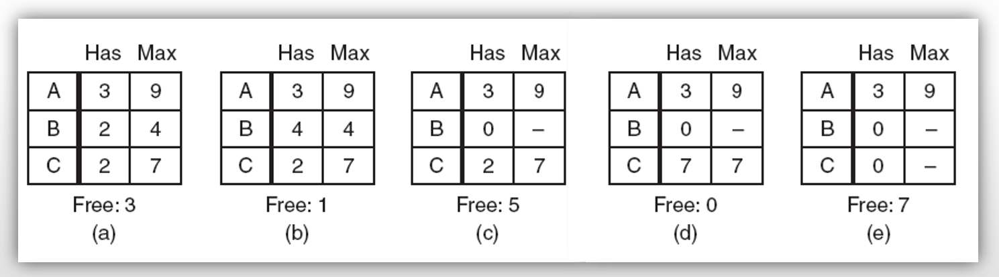 Has Max
A 3 9
B 2 4
C 2 7
Free: 3
(a)
Has Max
A 3 9
B 4 4
C 2 7
Free: 1
(b)
Has Max
A 3 9
B 0 –
C 2 7
Free: 5
(c)
Has Max
A 3 9
B 0 –
C 7 7
Free: 0
(d)
Has Max
A 3 9
B 0 –
C 0 –
Free: 7
(e)